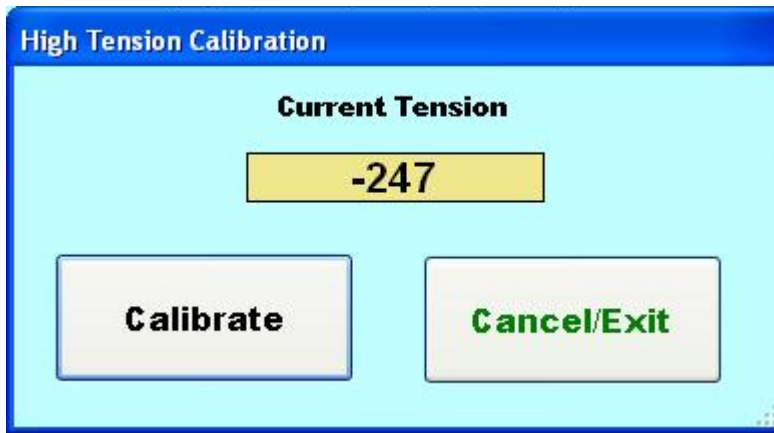 High Tension Calibration
Current Tension
-247
Calibrate
Cancel/Exit